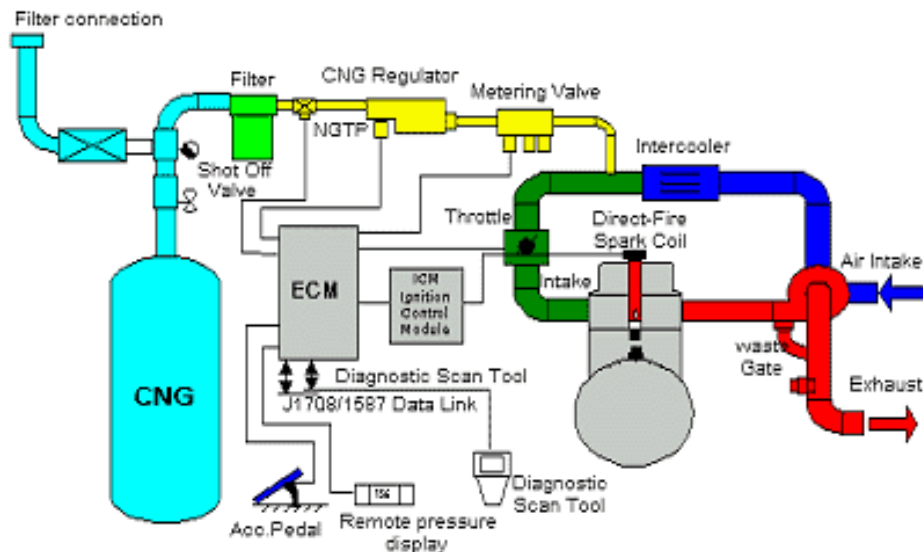 Filter connection
Filter
CNG Regulator
Metering Valve
Intercooler
NGTP
Shot Off
Valve
Throttle
Direct-Fire
Spark Coil
Air Intake
ECM
ICM
Ignition
Control
Module
Intake
CNG
waste
Gate
Exhaust
Diagnostic Scan Tool
J1708/1587 Data Link
156
Acc.Pedal
Remote pressure
display
Diagnostic
Scan Tool